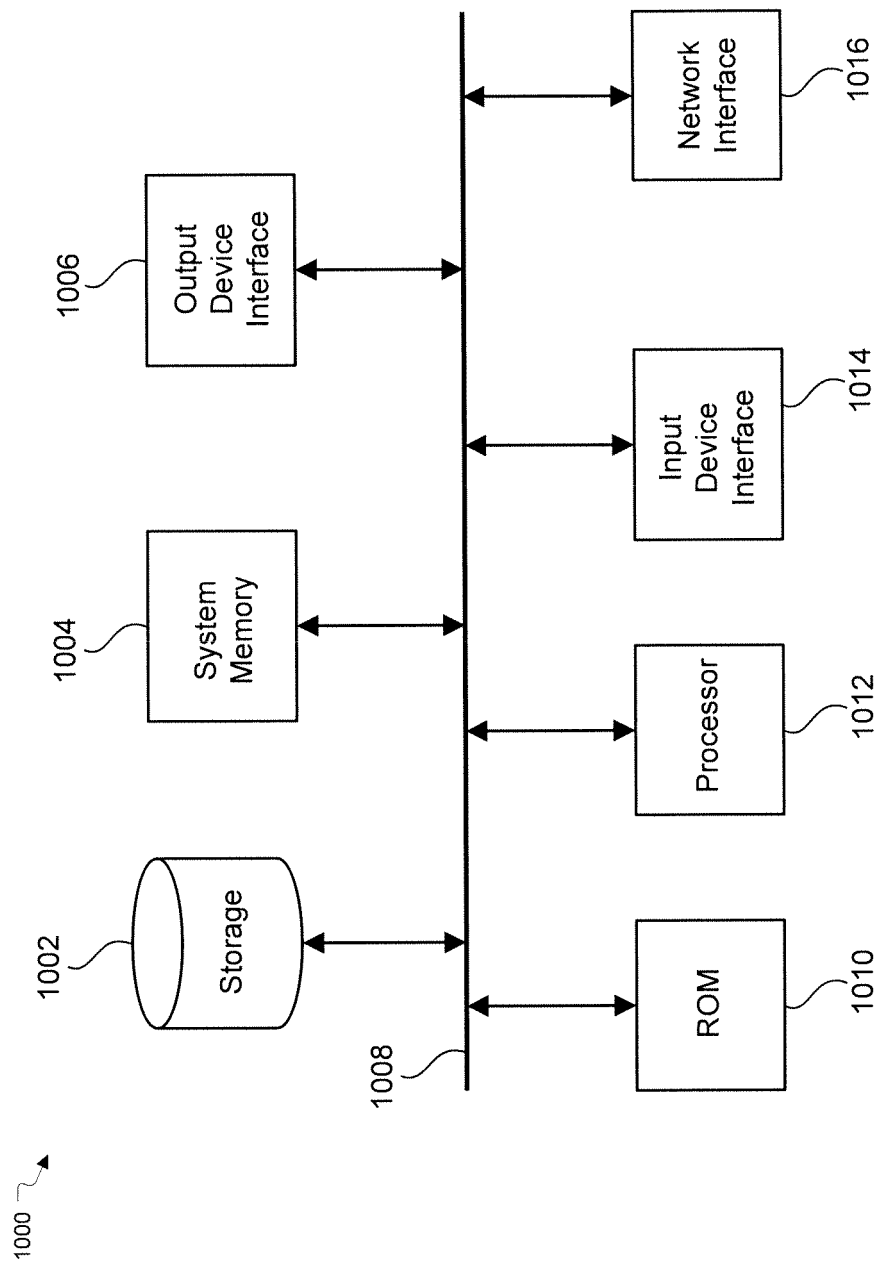 1000
1002
Storage
1004
System
Memory
1006
Output
Device
Interface
1008
ROM
1010
Processor
1012
Input
Device
Interface
1014
Network
Interface
1016